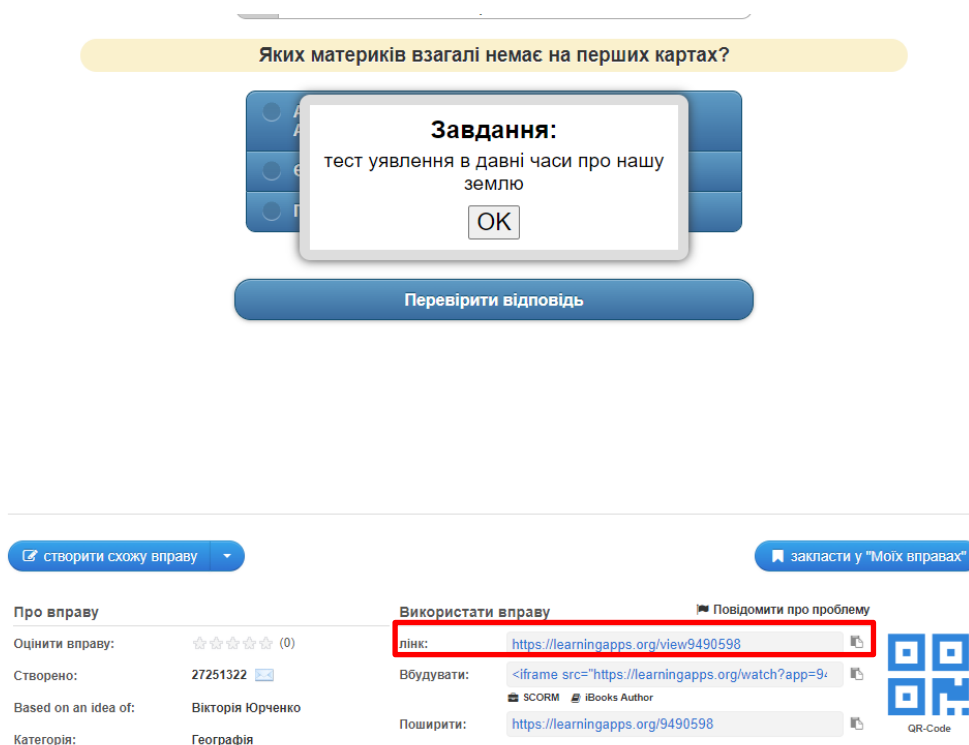 Яких материків взагалі немає на перших картах?
Завдання:
тест уявлення в давні часи про нашу
землю
OK
Перевірити відповідь
створити схожу вправу
закласти у "Моїх вправах"
Про вправу
Використати вправу
Повідомити про проблему
Оцінити вправу: (0)
лінк: https://learningapps.org/view9490598
Створено: 27251322
Вбудувати: <iframe src="https://learningapps.org/watch?app=94
SCORM iBooks Author
Based on an idea of: Вікторія Юрченко
Поширити: https://learningapps.org/9490598
QR-Code
Категорія: Географія